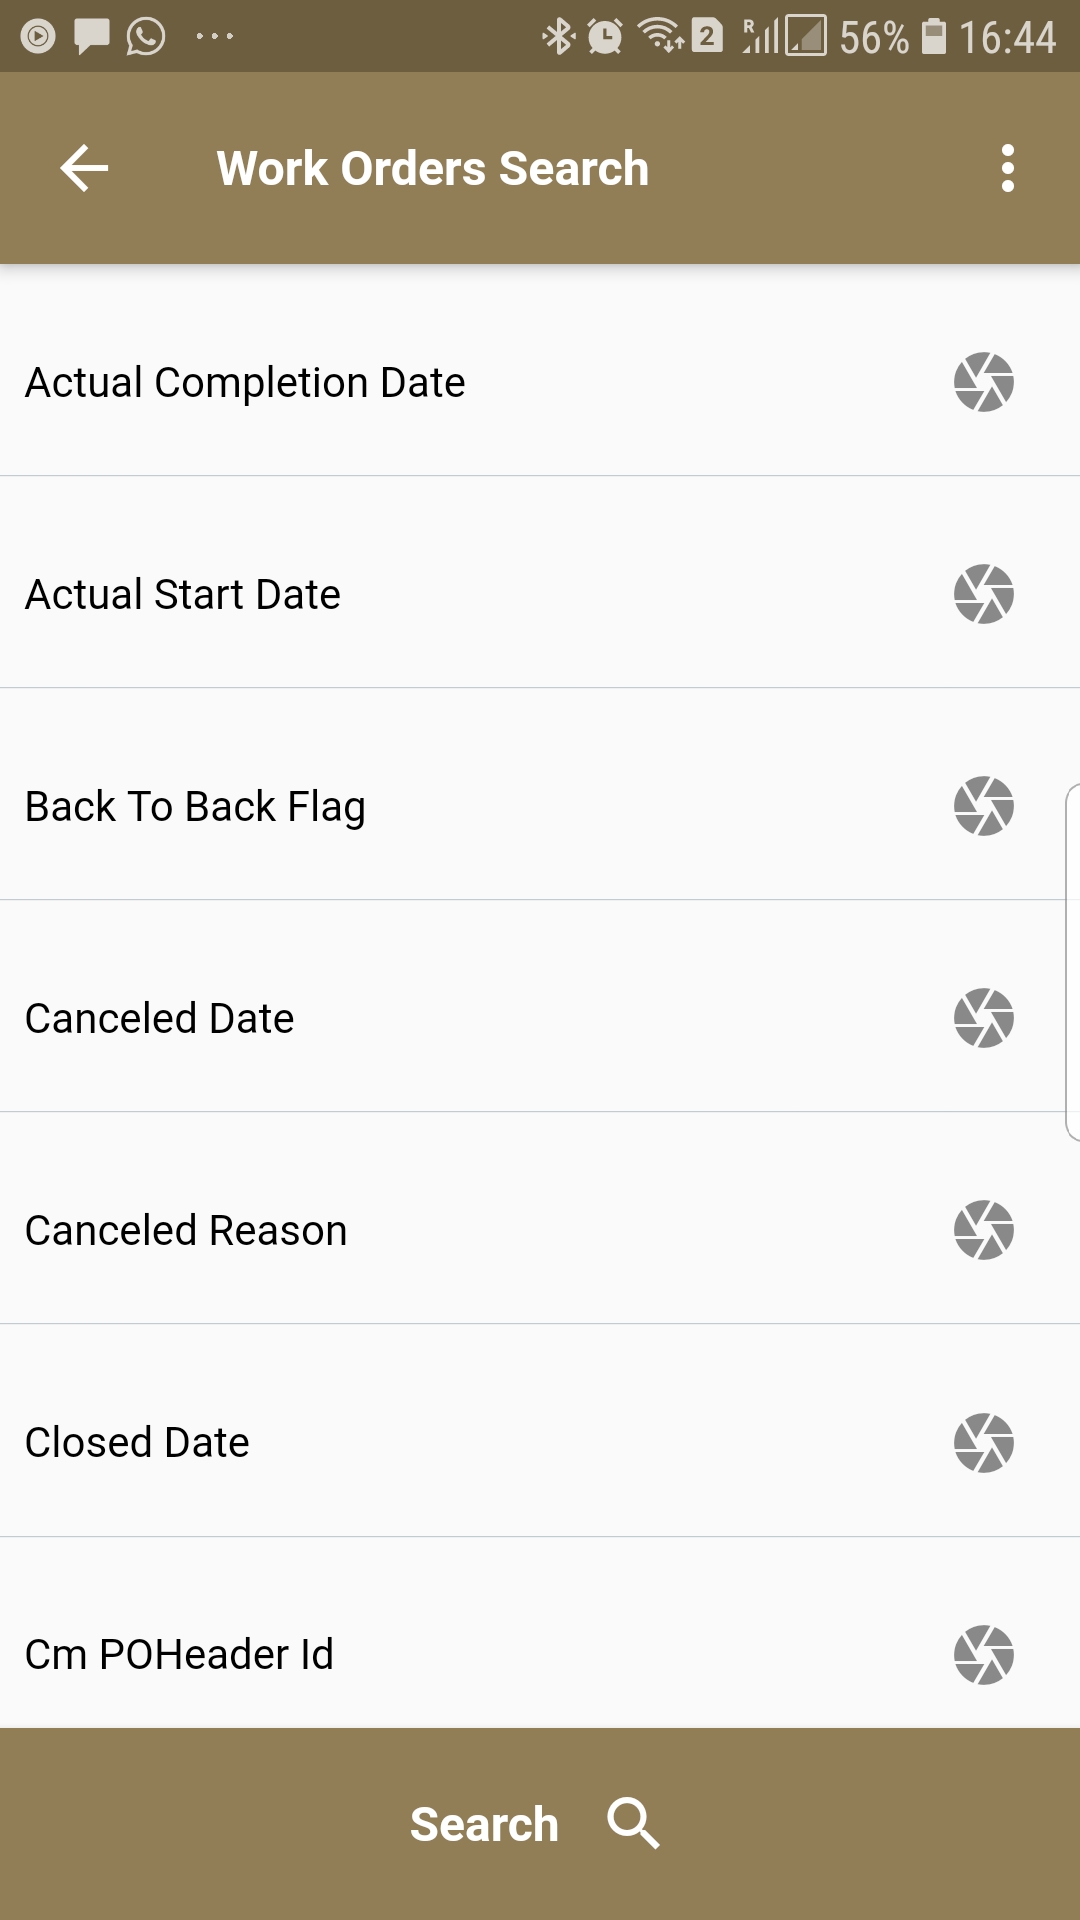 2 R 56% 16:44
Work Orders Search
Actual Completion Date
Actual Start Date
Back To Back Flag
Canceled Date
Canceled Reason
Closed Date
Cm POHeader Id
Search